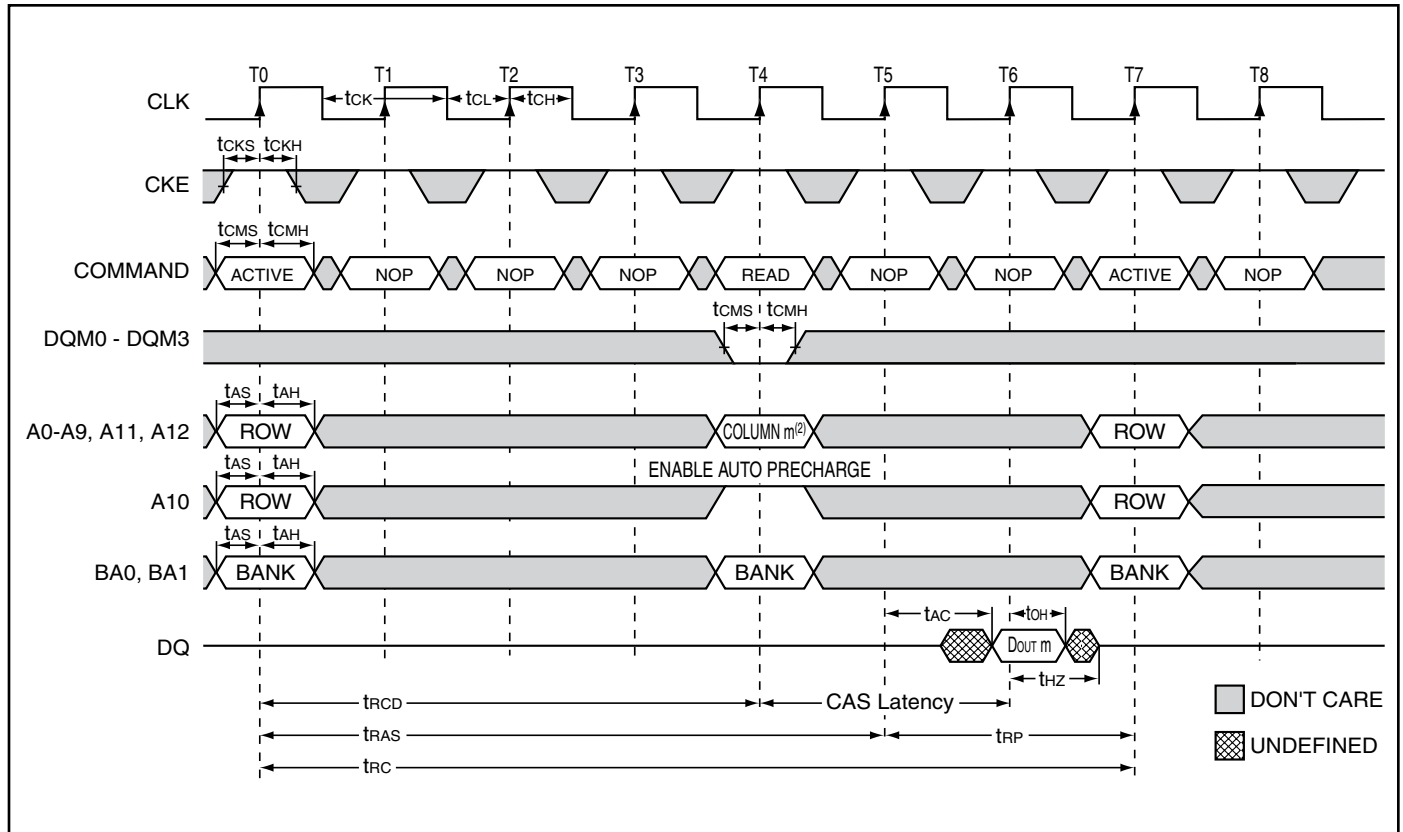 T0 T1 T2 T3 T4 T5 T6 T7 T8
CLK tCK tCL tCH
tCKS tCKH
CKE
tCMS tCMH
COMMAND ACTIVE NOP NOP NOP READ NOP NOP ACTIVE NOP
tCMS tCMH
DQM0 - DQM3
tAS tAH
A0-A9, A11, A12 ROW COLUMN m(2) ROW
tAS tAH ENABLE AUTO PRECHARGE
A10 ROW ROW
tAS tAH
BA0, BA1 BANK BANK BANK
tAC tOH
DQ DOUT m
tHZ
tRCD CAS Latency DON'T CARE
tRAS tRP
UNDEFINED
tRC